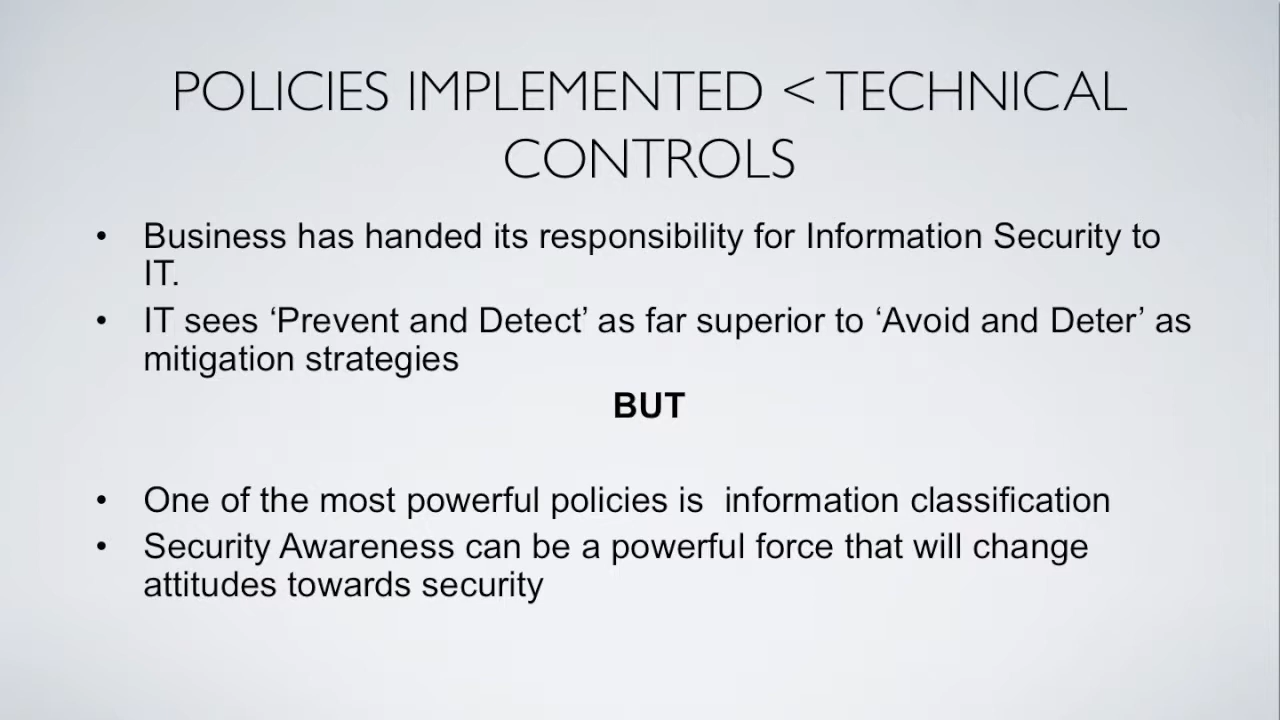 POLICIES IMPLEMENTED < TECHNICAL
CONTROLS
• Business has handed its responsibility for Information Security to
IT.
• IT sees ‘Prevent and Detect’ as far superior to ‘Avoid and Deter’ as
mitigation strategies
BUT
• One of the most powerful policies is  information classification
• Security Awareness can be a powerful force that will change
attitudes towards security